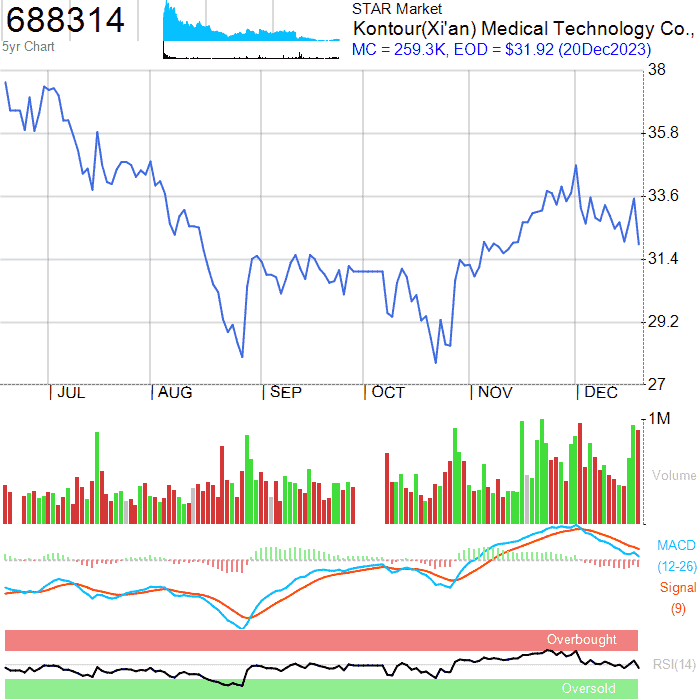 688314
5yr Chart
STAR Market
Kontour(Xi'an) Medical Technology Co.,
MC = 259.3K, EOD = $31.92 (20Dec2023)
38
35.8
33.6
31.4
29.2
27
JUL AUG SEP OCT NOV DEC
1M
Volume
MACD
(12-26)
Signal
(9)
Overbought
RSI(14)
Oversold